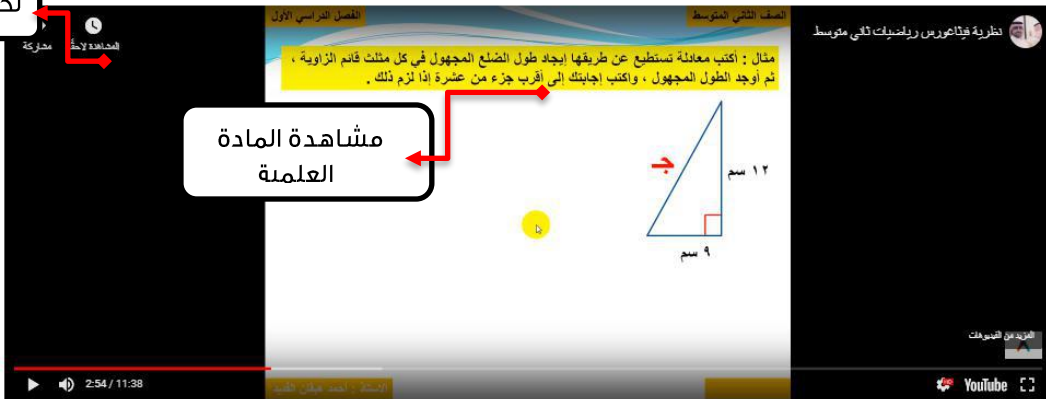 نظرية فيثاغورس رياضيات ثاني متوسط
المشاهدة لاحقًا
مشاركة
الصف الثاني المتوسط
الفصل الدراسي الأول
مثال : أكتب معادلة تستطيع عن طريقها إيجاد طول الضلع المجهول في كل مثلث قائم الزاوية ،
ثم أوجد الطول المجهول ، واكتب إجابتك إلى أقرب جزء من عشرة إذا لزم ذلك .
مشاهدة المادة
العلمية
جـ
١٢ سم
٩ سم
المزيد من الفيديوهات
2:54 / 11:38
YouTube